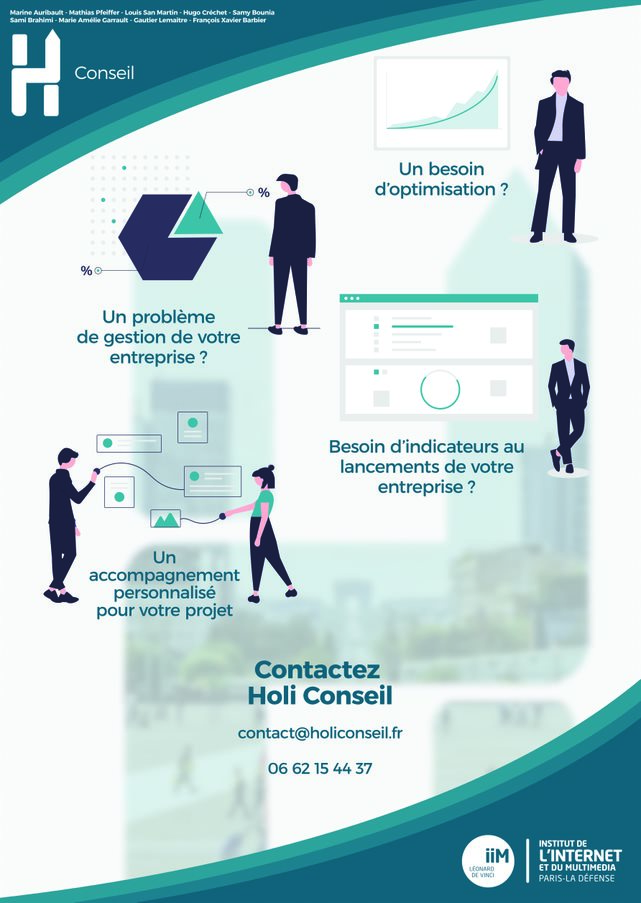 Marine Auribault - Mathias Pfeiffer - Louis San Martin - Hugo Créchet - Samy Bounia
Sami Brahimi - Marie Amélie Garrault - Gautier Lemaitre - François Xavier Barbier
H Conseil
Un besoin
d'optimisation ?
%
%
Un problème
de gestion de votre
entreprise ?
Besoin d'indicateurs au
lancements de votre
entreprise ?
Un
accompagnement
personnalisé
pour votre projet
Contactez
Holi Conseil
contact@holiconseil.fr
06 62 15 44 37
iiM
LÉONARD
DE VINCI
INSTITUT DE
L'INTERNET
ET DU MULTIMEDIA
PARIS-LA DÉFENSE